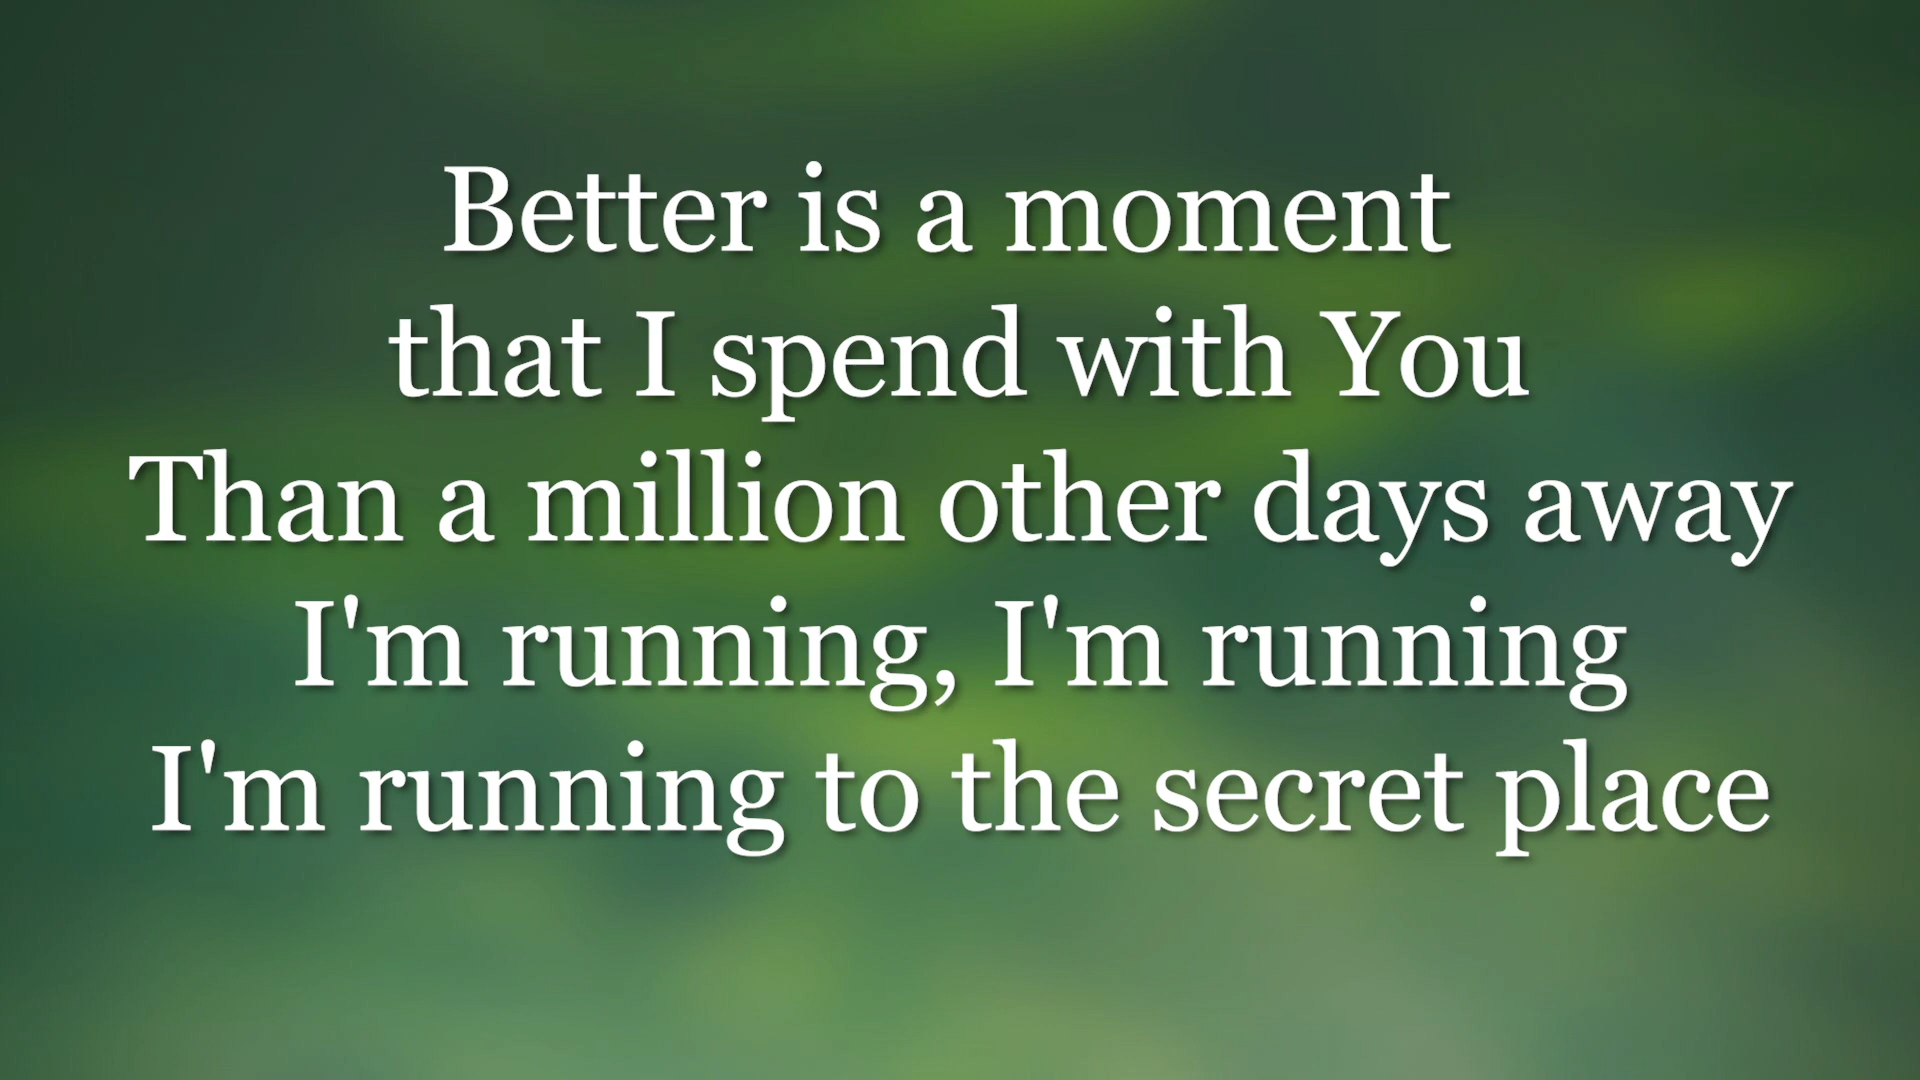 Better is a moment
that I spend with You
Than a million other days away
I'm running, I'm running
I'm running to the secret place